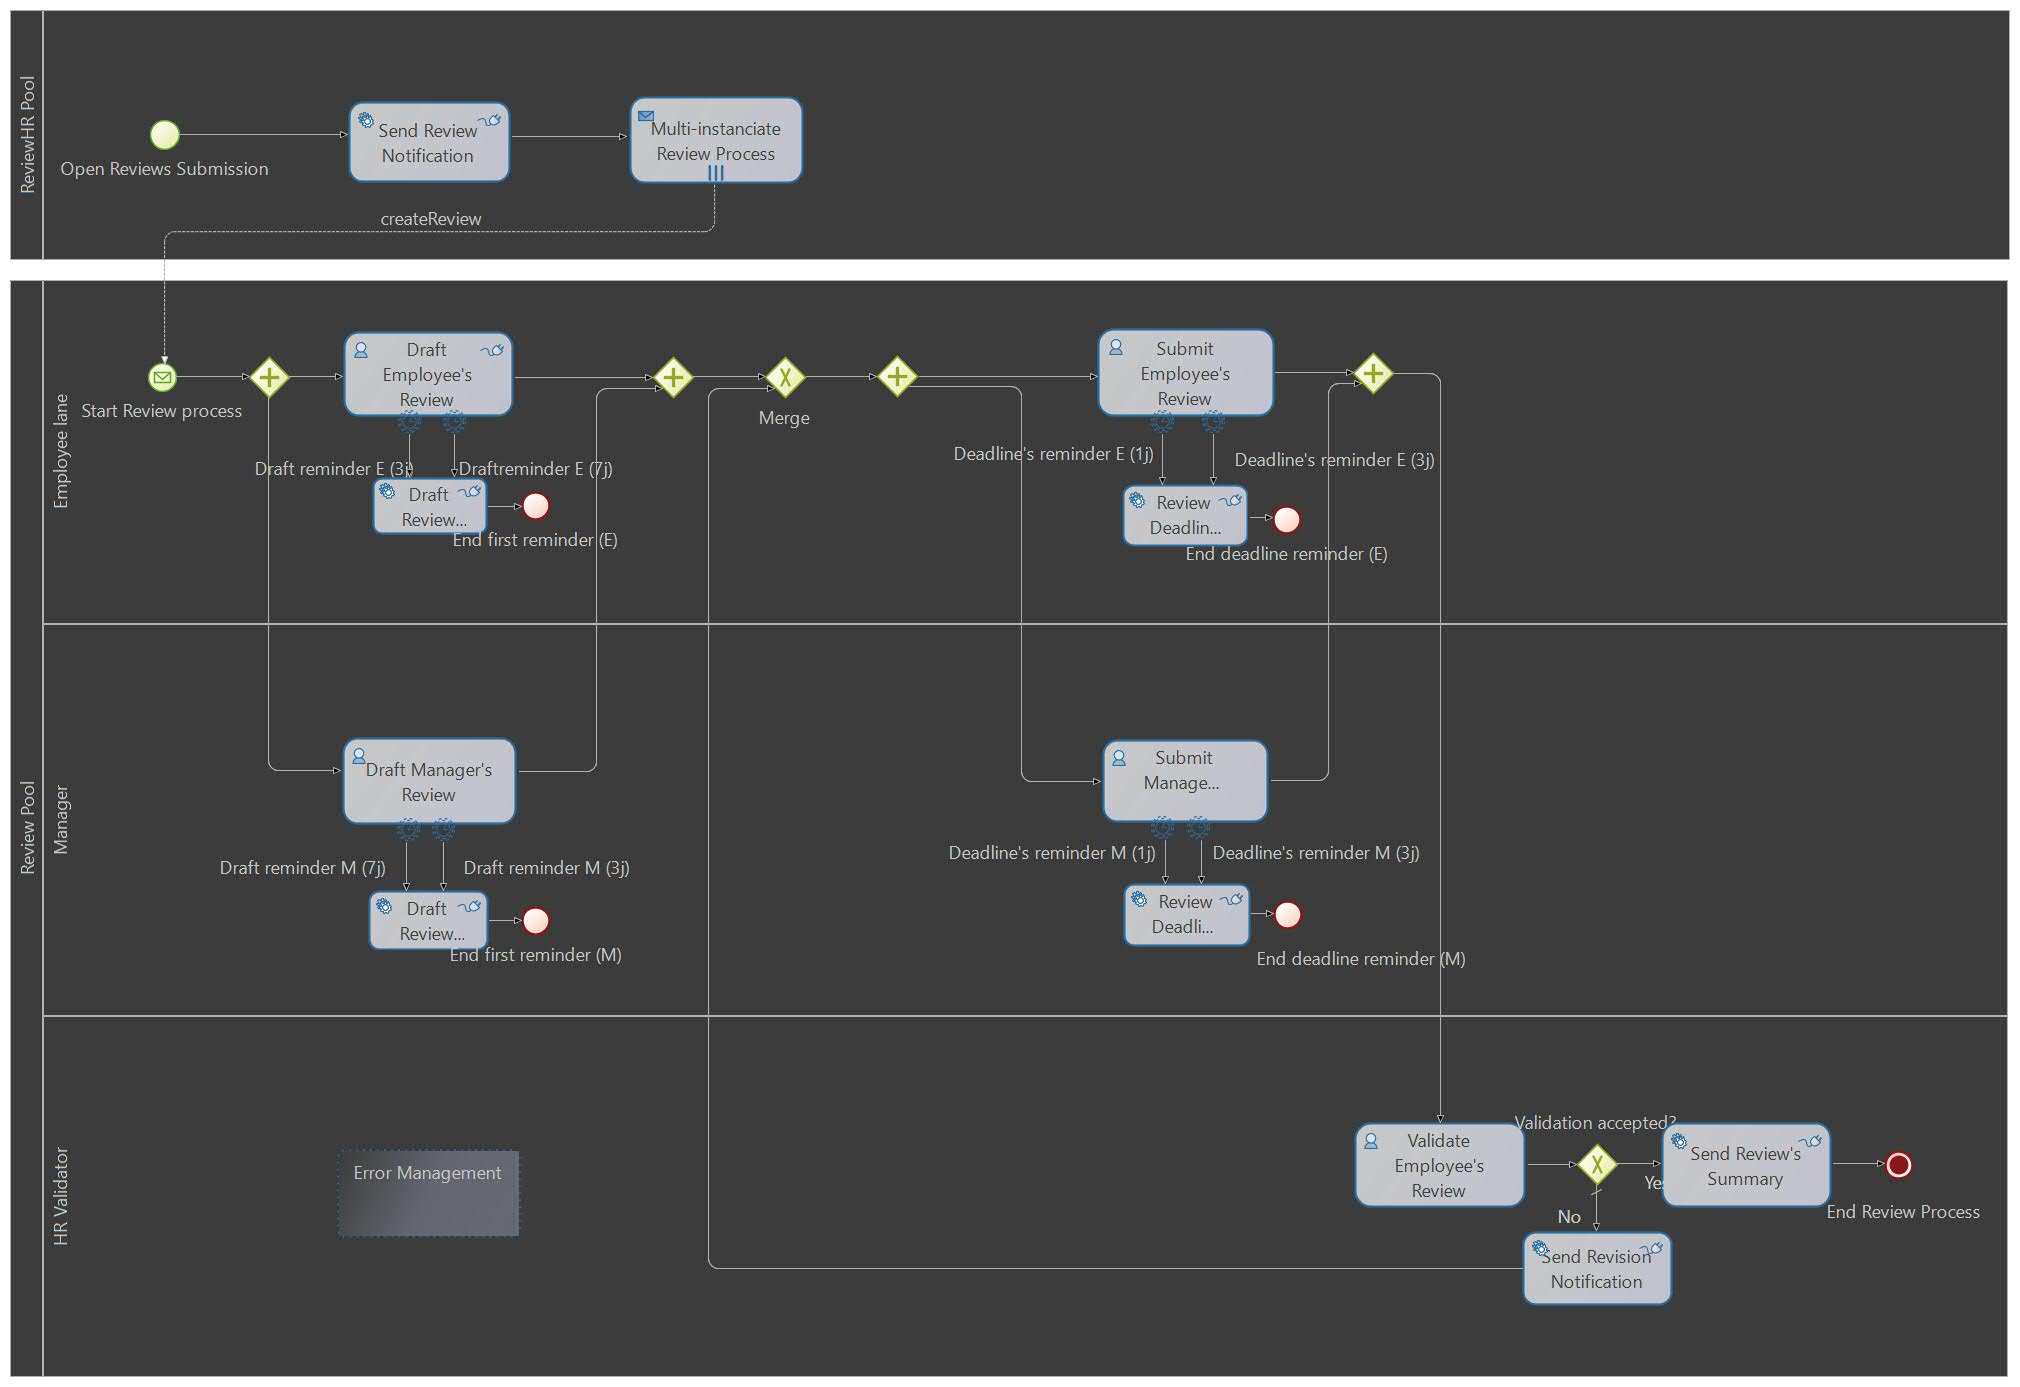 ReviewHR Pool
Open Reviews Submission
Send Review
Notification
Multi-instanciate
Review Process
createReview
Review Pool
Employee lane
Start Review process
Draft
Employee's
Review
Draft reminder E (3j)
Draftreminder E (7j)
Draft
Review...
End first reminder (E)
Merge
Submit
Employee's
Review
Deadline's reminder E (1j)
Deadline's reminder E (3j)
Review
Deadlin...
End deadline reminder (E)
Manager
Draft Manager's
Review
Draft reminder M (7j)
Draft reminder M (3j)
Draft
Review...
End first reminder (M)
Submit
Manage...
Deadline's reminder M (1j)
Deadline's reminder M (3j)
Review
Deadli...
End deadline reminder (M)
HR Validator
Error Management
Validate
Employee's
Review
Validation accepted?
Yes
No
Send Review's
Summary
End Review Process
Send Revision
Notification